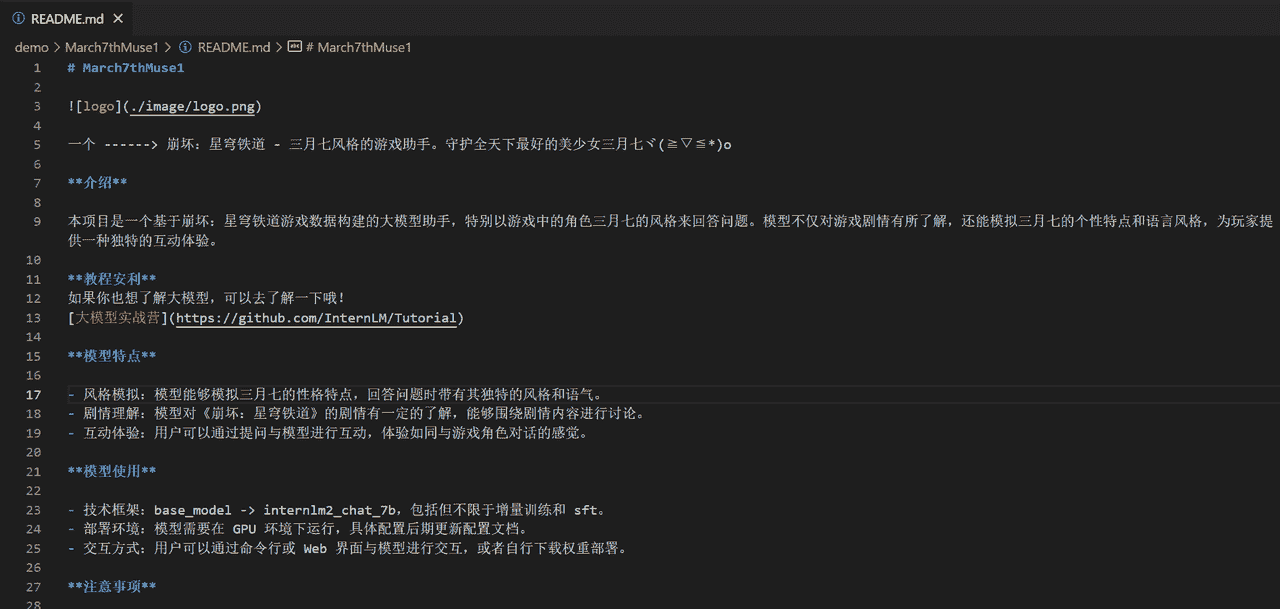 README.md
demo > March7thMuse1 > README.md > # March7thMuse1
1 # March7thMuse1
2
3 ![logo](./image/logo.png)
4
5 一个 ------> 崩坏：星穹铁道 - 三月七风格的游戏助手。守护全天下最好的美少女三月七ヾ(≧▽≦*)o
6
7 **介绍**
8
9 本项目是一个基于崩坏：星穹铁道游戏数据构建的大模型助手，特别以游戏中的角色三月七的风格来回答问题。模型不仅对游戏剧情有所了解，还能模拟三月七的个性特点和语言风格，为玩家提
供一种独特的互动体验。
10
11 **教程安利**
12 如果你也想了解大模型，可以去了解一下哦！
13 [大模型实战营](https://github.com/InternLM/Tutorial)
14
15 **模型特点**
16
17 - 风格模拟：模型能够模拟三月七的性格特点，回答问题时带有其独特的风格和语气。
18 - 剧情理解：模型对《崩坏：星穹铁道》的剧情有一定的了解，能够围绕剧情内容进行讨论。
19 - 互动体验：用户可以通过提问与模型进行互动，体验如同与游戏角色对话的感觉。
20
21 **模型使用**
22
23 - 技术框架：base_model -> internlm2_chat_7b，包括但不限于增量训练和 sft。
24 - 部署环境：模型需要在 GPU 环境下运行，具体配置后期更新配置文档。
25 - 交互方式：用户可以通过命令行或 Web 界面与模型进行交互，或者自行下载权重部署。
26
27 **注意事项**
28